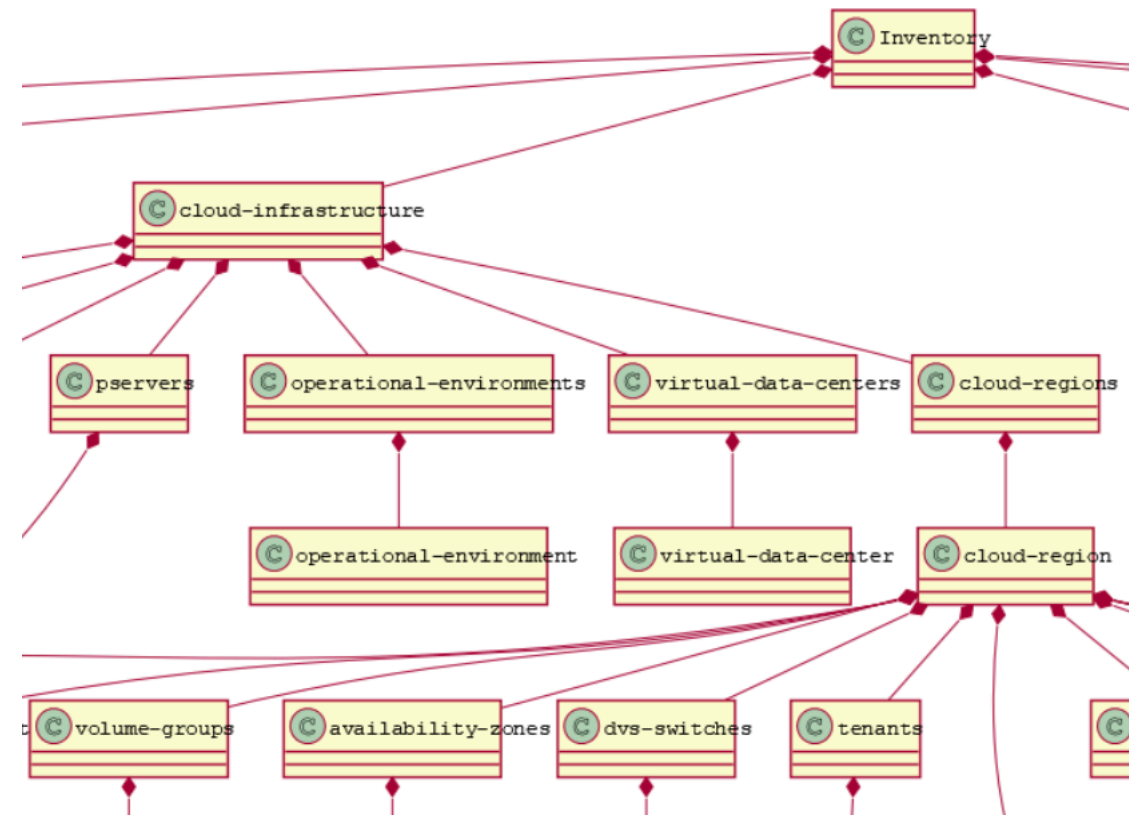 C Inventory
C cloud-infrastructure
C pservers
C operational-environments
C virtual-data-centers
C cloud-regions
C operational-environment
C virtual-data-center
C cloud-region
t
C volume-groups
C availability-zones
C dvs-switches
C tenants
C